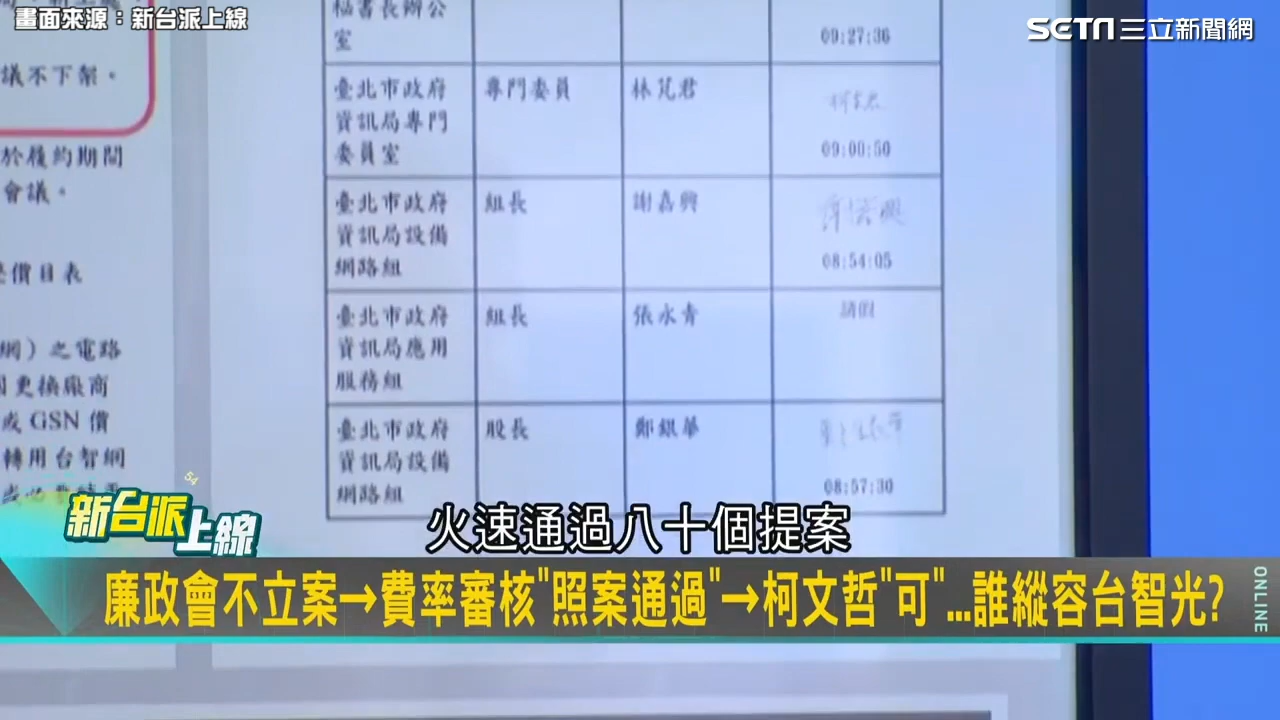 畫面來源：新台派上線
SETN三立新聞網
秘書長辦公
室
09:27:36
議不下架。
臺北市政府
資訊局專門
委員室
專門委員
林芃君
09:00:50
於履約期間
會議。
臺北市政府
資訊局設備
網路組
組長
謝嘉興
08:54:05
價目表
臺北市政府
資訊局應用
服務組
組長
張永青
請假
網）之電路
更換廠商
或 GSN 價
轉用台智網
臺北市政府
資訊局設備
網路組
股長
鄭銀華
08:57:30
新台派上線
火速通過八十個提案
廉政會不立案→費率審核"照案通過"→柯文哲"可"...誰縱容台智光?
ONLINE